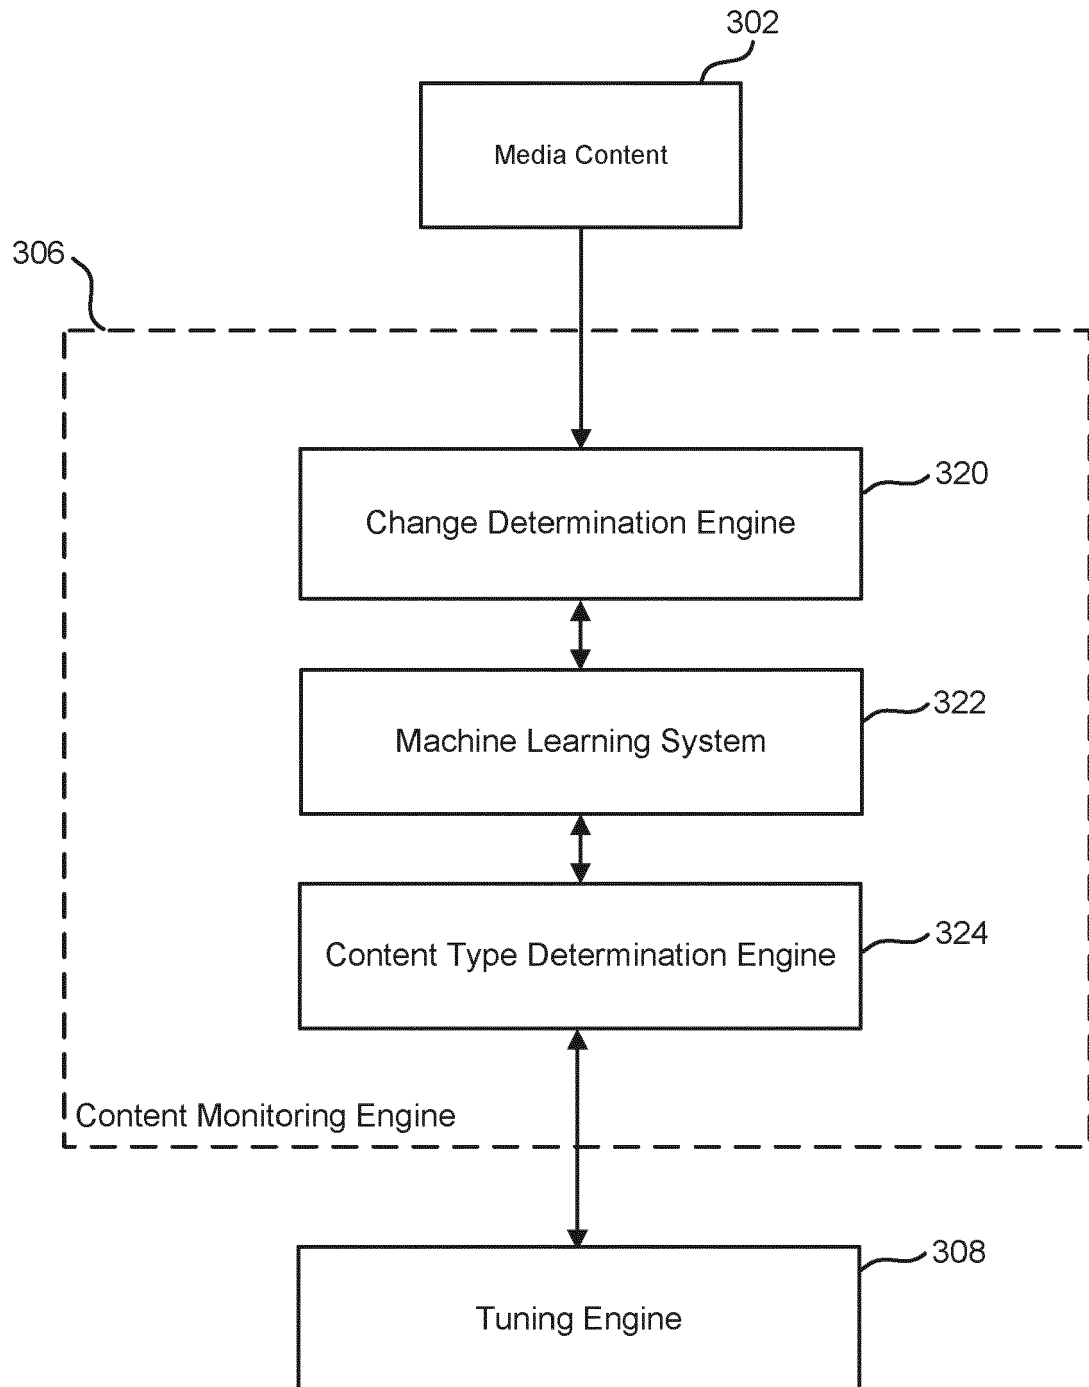 302
Media Content
306
320
Change Determination Engine
322
Machine Learning System
324
Content Type Determination Engine
Content Monitoring Engine
308
Tuning Engine